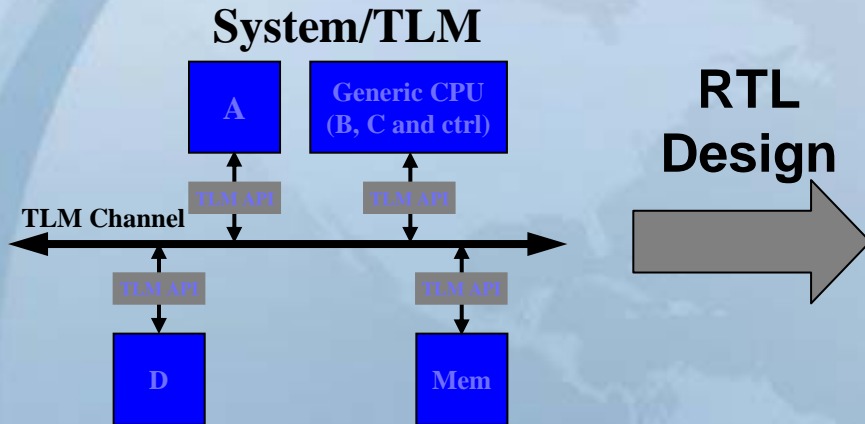 System/TLM
A
Generic CPU
(B, C and ctrl)
RTL
Design
TLM API
TLM API
TLM Channel
TLM API
TLM API
D
Mem